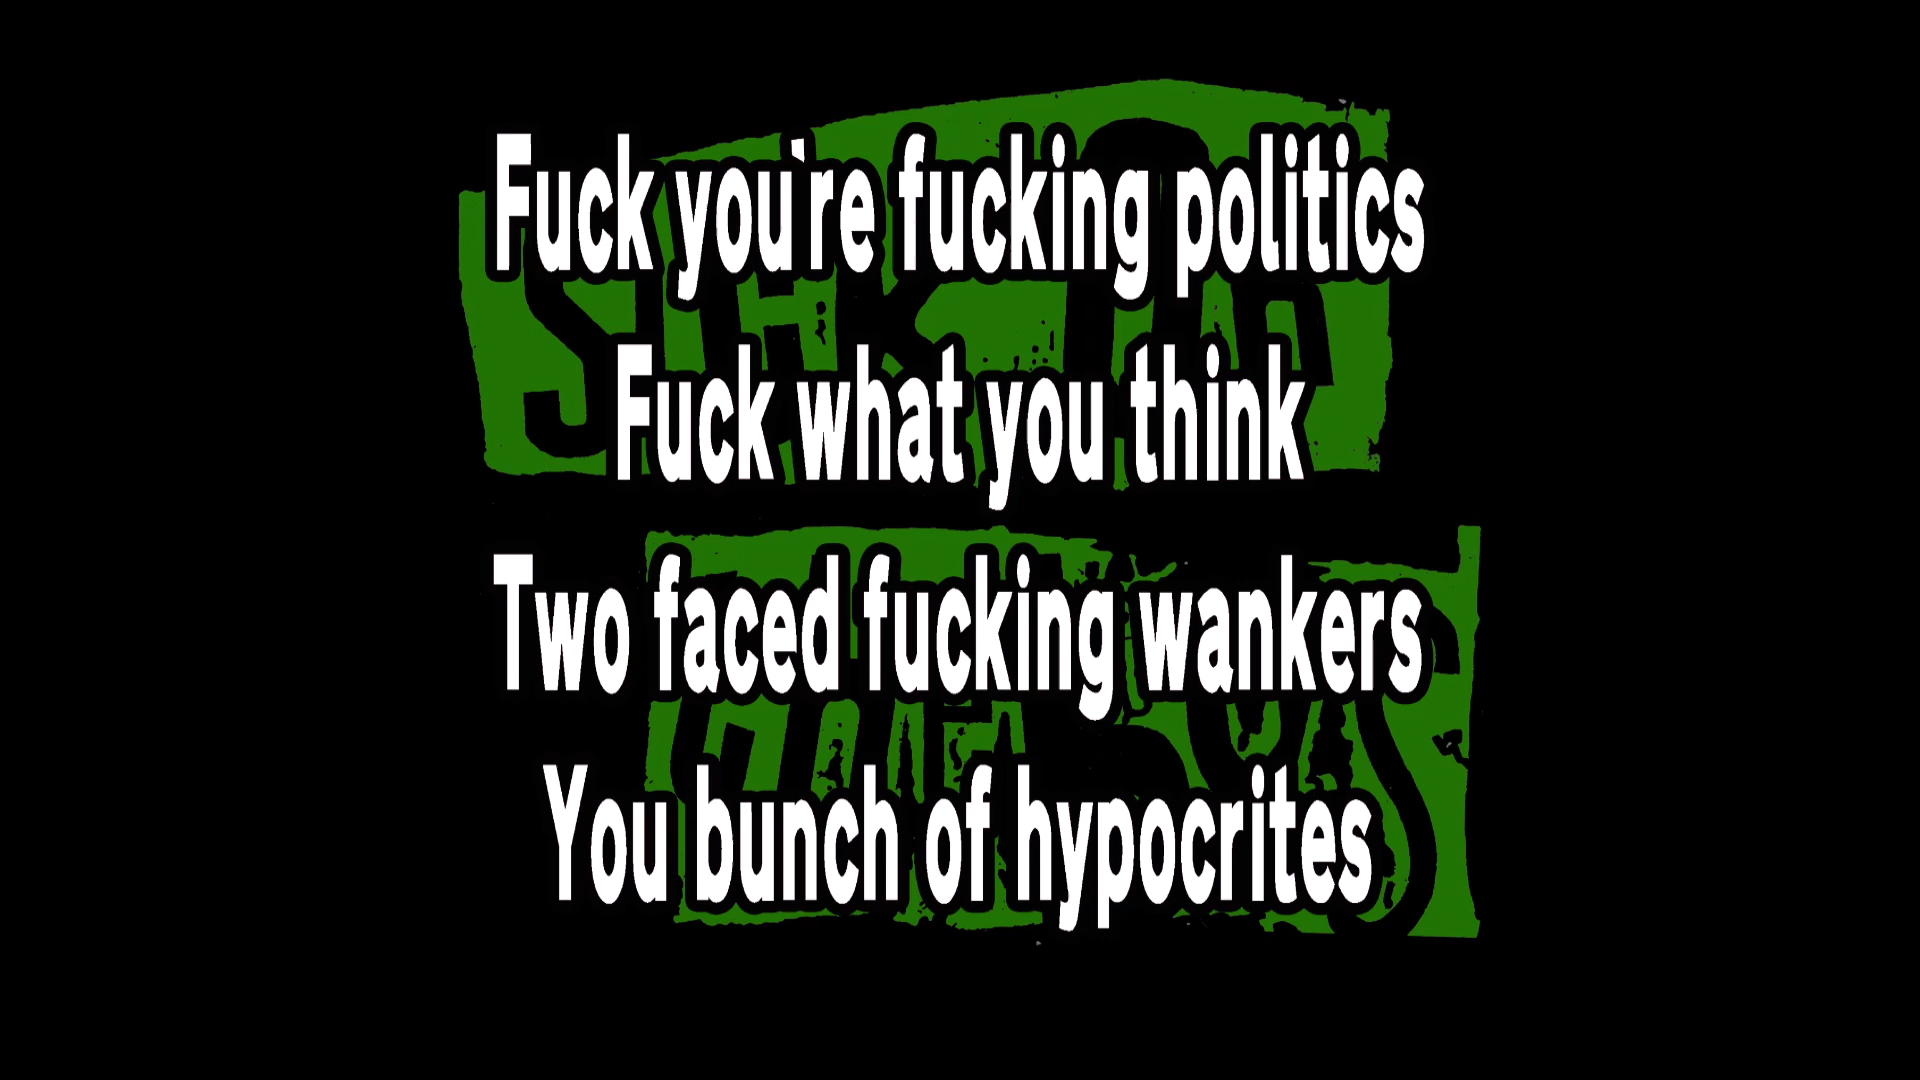 Fuck you're fucking politics
Fuck what you think
Two faced fucking wankers
You bunch of hypocrites